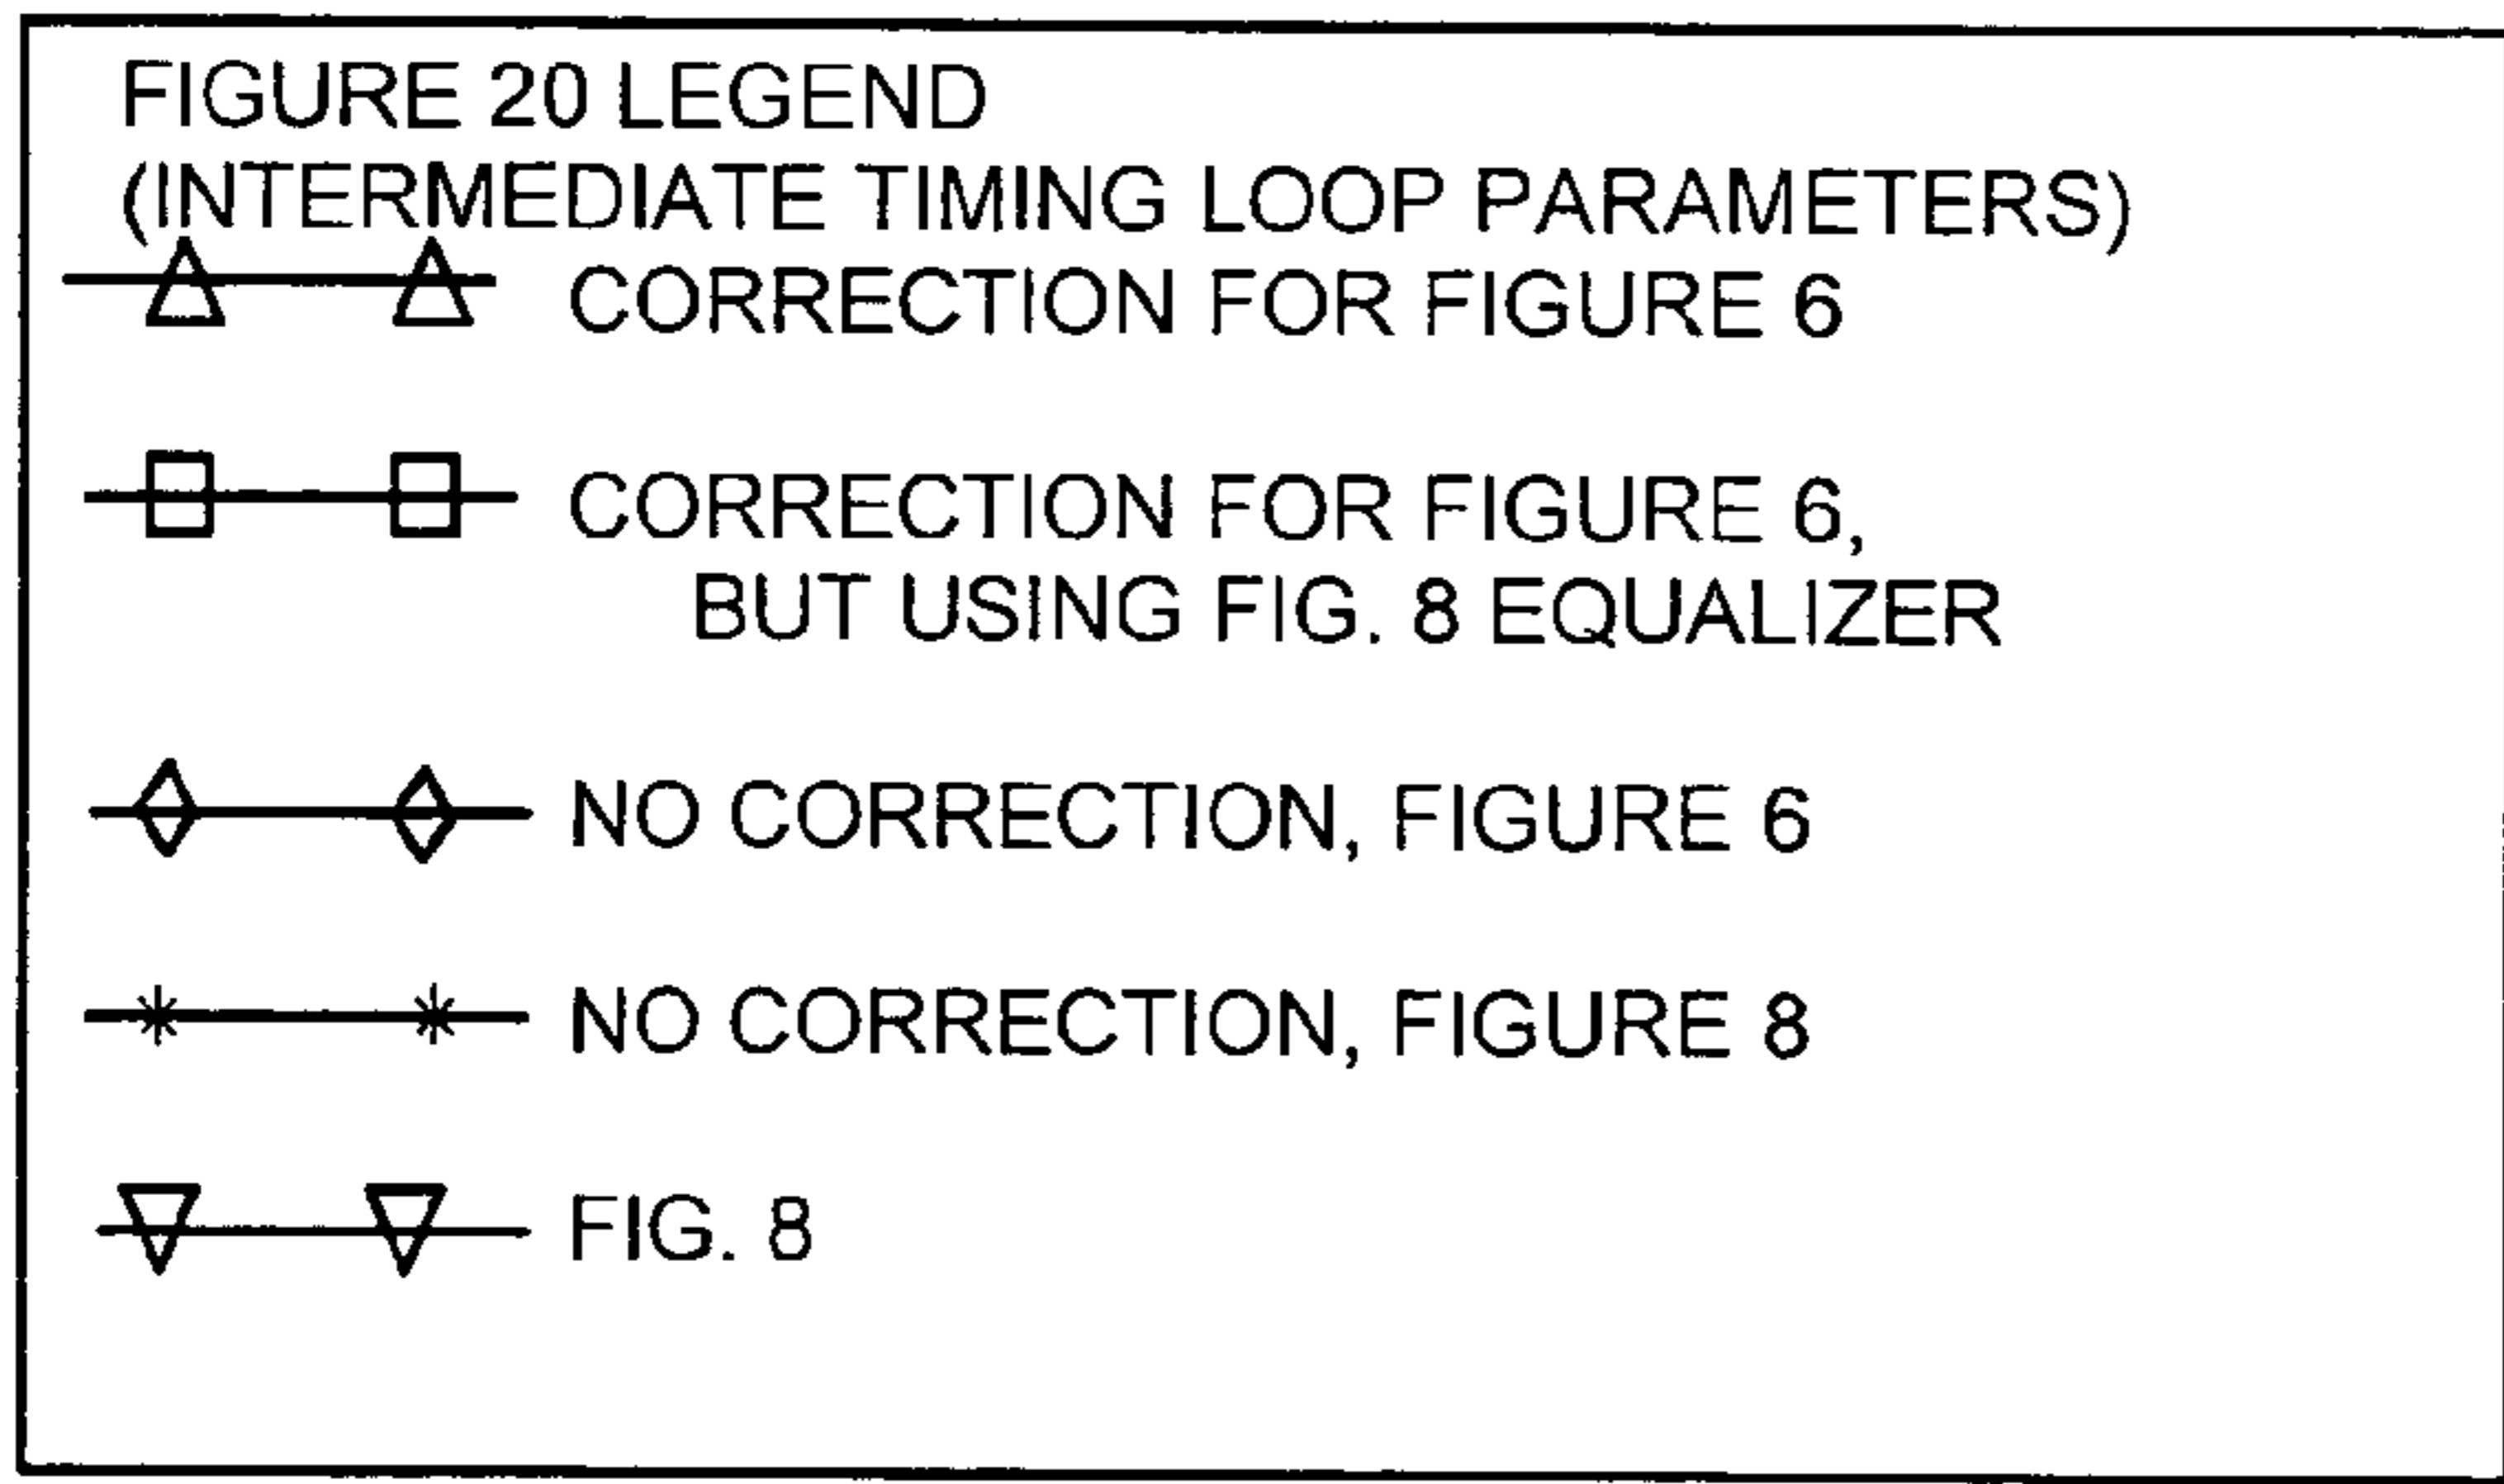 FIGURE 20 LEGEND
(INTERMEDIATE TIMING LOOP PARAMETERS)
CORRECTION FOR FIGURE 6
CORRECTION FOR FIGURE 6,
BUT USING FIG. 8 EQUALIZER
NO CORRECTION, FIGURE 6
NO CORRECTION, FIGURE 8
FIG. 8